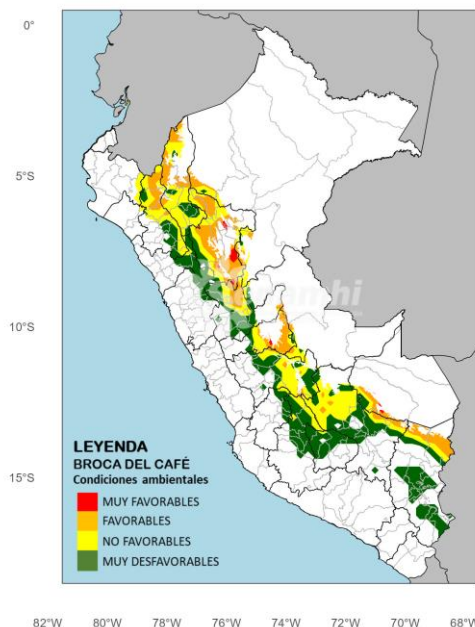 0°
5°S
10°S
15°S
senamhi
LEYENDA
BROCA DEL CAFÉ
Condiciones ambientales
MUY FAVORABLES
FAVORABLES
NO FAVORABLES
MUY DESFAVORABLES
82°W 80°W 78°W 76°W 74°W 72°W 70°W 68°W